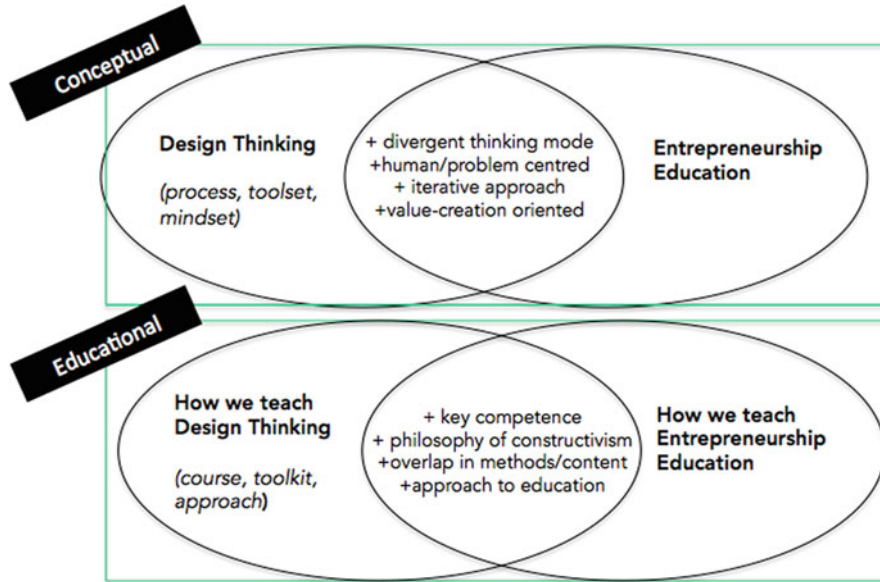 Conceptual
Design Thinking
(process, toolset,
mindset)
+ divergent thinking mode
+human/problem centred
+ iterative approach
+value-creation oriented
Entrepreneurship
Education
Educational
How we teach
Design Thinking
(course, toolkit,
approach)
+ key competence
+ philosophy of constructivism
+overlap in methods/content
+approach to education
How we teach
Entrepreneurship
Education